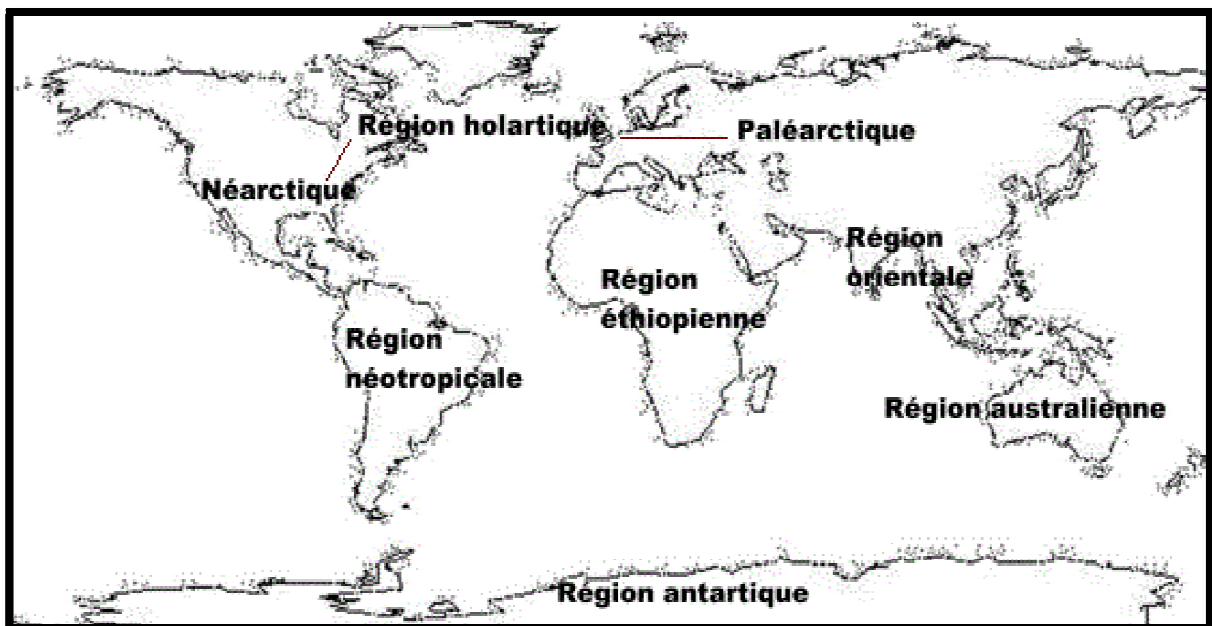 Région holartique
Paléarctique
Néarctique
Région
orientale
Région
éthiopienne
Région
néotropicale
Région australienne
Région antartique